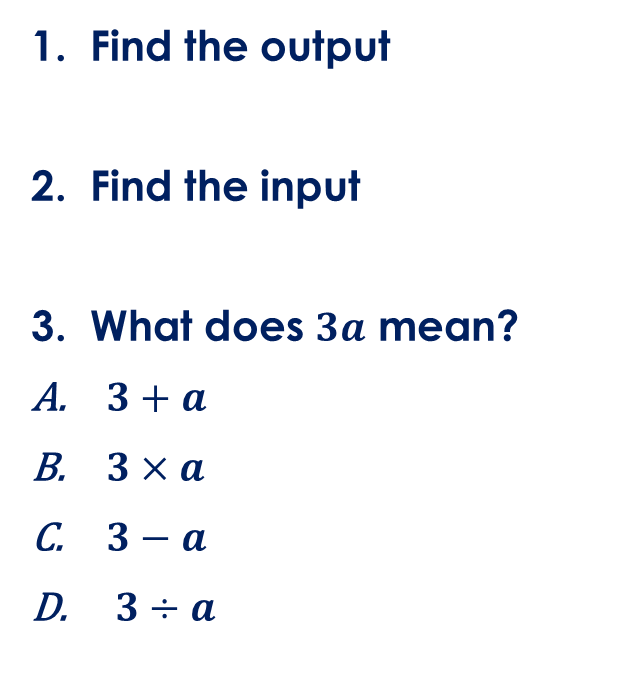 1. Find the output
2. Find the input
3. What does 3a mean?
A. 3 + a
B. 3 × a
C. 3 − a
D. 3 ÷ a